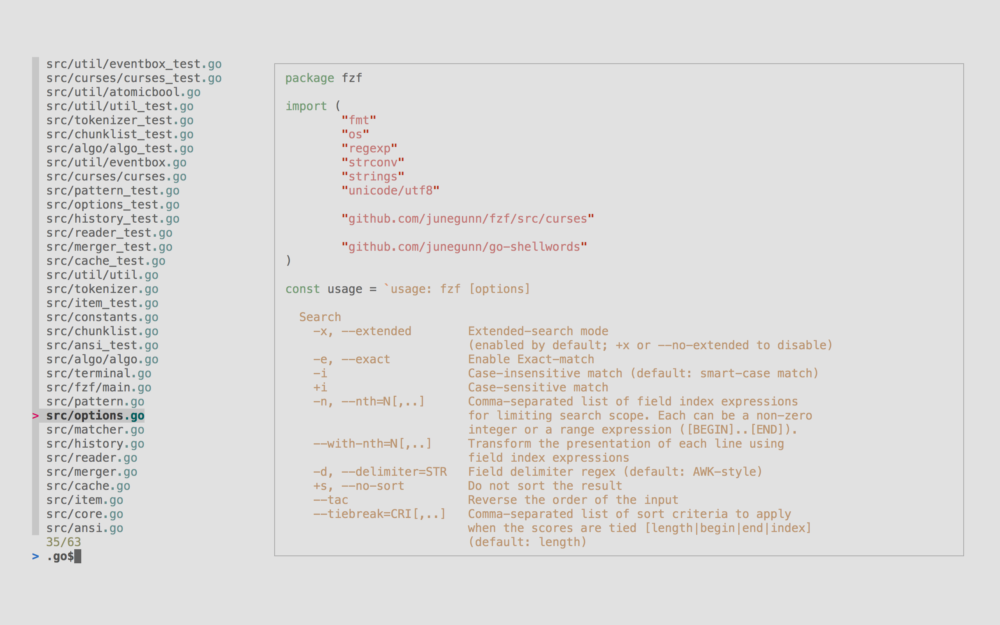 src/util/eventbox_test.go
src/curses/curses_test.go
src/util/atomicbool.go
src/util/util_test.go
src/tokenizer_test.go
src/chunklist_test.go
src/algo/algo_test.go
src/util/eventbox.go
src/curses/curses.go
src/pattern_test.go
src/options_test.go
src/history_test.go
src/reader_test.go
src/merger_test.go
src/cache_test.go
src/util/util.go
src/tokenizer.go
src/item_test.go
src/constants.go
src/chunklist.go
src/ansi_test.go
src/algo/algo.go
src/terminal.go
src/fzf/main.go
src/pattern.go
> src/options.go
src/matcher.go
src/history.go
src/reader.go
src/merger.go
src/cache.go
src/item.go
src/core.go
src/ansi.go
35/63
> .go$
package fzf

import (
        "fmt"
        "os"
        "regexp"
        "strconv"
        "strings"
        "unicode/utf8"

        "github.com/junegunn/fzf/src/curses"

        "github.com/junegunn/go-shellwords"
)

const usage = `usage: fzf [options]

  Search
    -x, --extended        Extended-search mode
                          (enabled by default; +x or --no-extended to disable)
    -e, --exact           Enable Exact-match
    -i                    Case-insensitive match (default: smart-case match)
    +i                    Case-sensitive match
    -n, --nth=N[,..]      Comma-separated list of field index expressions
                          for limiting search scope. Each can be a non-zero
                          integer or a range expression ([BEGIN]..[END]).
    --with-nth=N[,..]     Transform the presentation of each line using
                          field index expressions
    -d, --delimiter=STR   Field delimiter regex (default: AWK-style)
    +s, --no-sort         Do not sort the result
    --tac                 Reverse the order of the input
    --tiebreak=CRI[,..]   Comma-separated list of sort criteria to apply
                          when the scores are tied [length|begin|end|index]
                          (default: length)